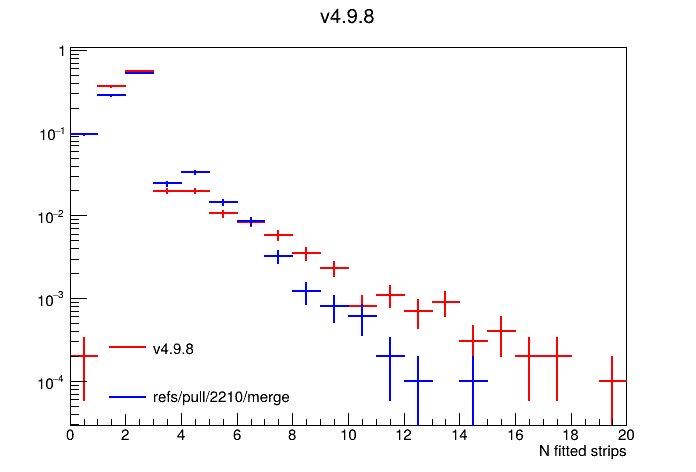 v4.9.8
1
10⁻¹
10⁻²
10⁻³
10⁻⁴
v4.9.8
refs/pull/2210/merge
0 2 4 6 8 10 12 14 16 18 20
N fitted strips